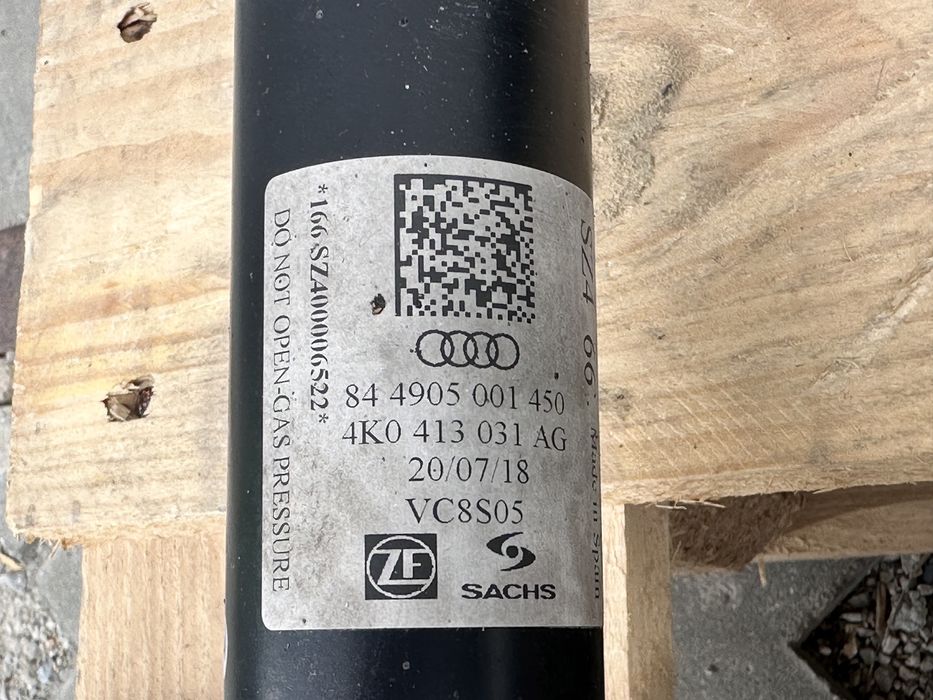 84 4905 001 450
4K0 413 031 AG
20/07/18
VC8S05
ZF
SACHS
*166 SZ400006522*
DO NOT OPEN-GAS PRESSURE
SZ4 66
Made in Spain